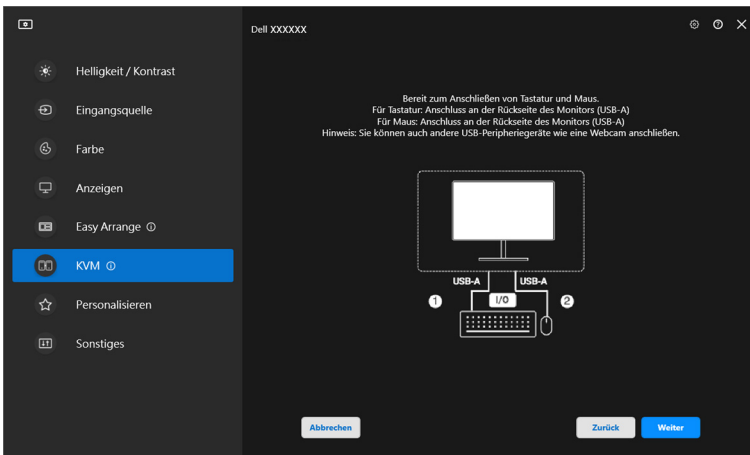 Dell XXXXXX
Helligkeit / Kontrast
Eingangsquelle
Farbe
Anzeigen
Easy Arrange
KVM
Personalisieren
Sonstiges
Bereit zum Anschließen von Tastatur und Maus.
Für Tastatur: Anschluss an der Rückseite des Monitors (USB-A)
Für Maus: Anschluss an der Rückseite des Monitors (USB-A)
Hinweis: Sie können auch andere USB-Peripheriegeräte wie eine Webcam anschließen.
USB-A USB-A
1 I/O 2
Abbrechen Zurück Weiter